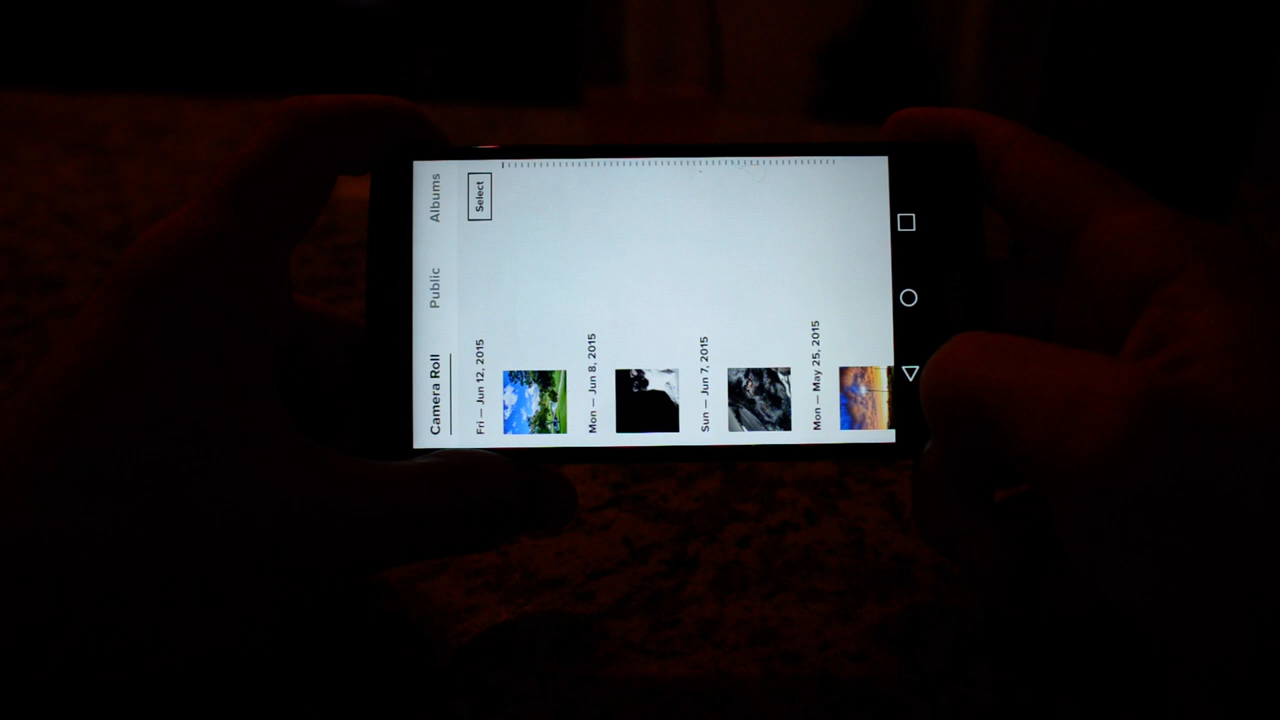 Camera Roll Public Albums
Select
Fri — Jun 12, 2015
Mon — Jun 8, 2015
Sun — Jun 7, 2015
Mon — May 25, 2015